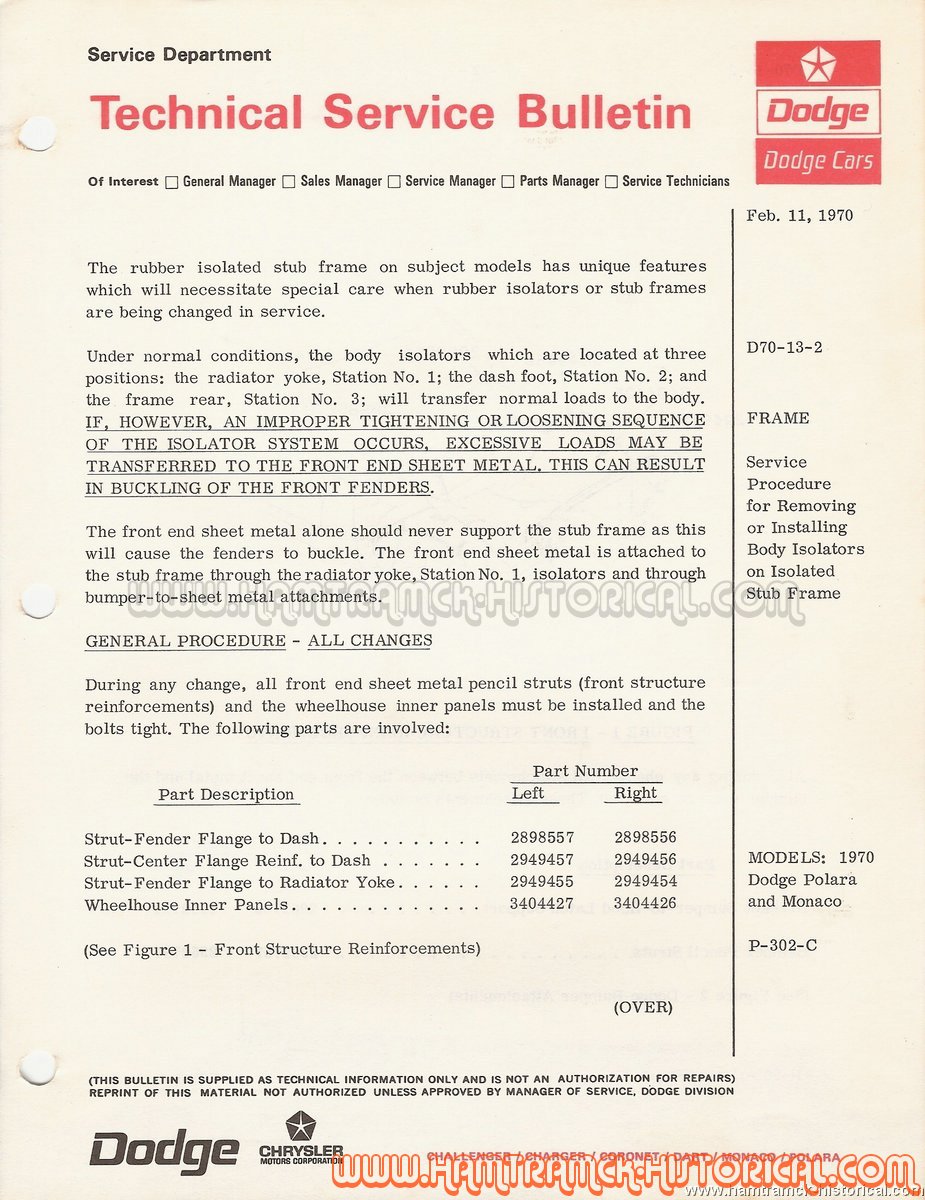 Service Department
Technical Service Bulletin
Dodge
Dodge Cars
Of Interest □ General Manager □ Sales Manager □ Service Manager □ Parts Manager □ Service Technicians
Feb. 11, 1970
The rubber isolated stub frame on subject models has unique features
which will necessitate special care when rubber isolators or stub frames
are being changed in service.
Under normal conditions, the body isolators which are located at three
positions: the radiator yoke, Station No. 1; the dash foot, Station No. 2; and
the frame rear, Station No. 3; will transfer normal loads to the body.
IF, HOWEVER, AN IMPROPER TIGHTENING OR LOOSENING SEQUENCE
OF THE ISOLATOR SYSTEM OCCURS, EXCESSIVE LOADS MAY BE
TRANSFERRED TO THE FRONT END SHEET METAL. THIS CAN RESULT
IN BUCKLING OF THE FRONT FENDERS.
D70-13-2
FRAME
Service
Procedure
for Removing
or Installing
Body Isolators
on Isolated
Stub Frame
The front end sheet metal alone should never support the stub frame as this
will cause the fenders to buckle. The front end sheet metal is attached to
the stub frame through the radiator yoke, Station No. 1, isolators and through
bumper-to-sheet metal attachments.
www.Hamtramck-Historical.com
GENERAL PROCEDURE - ALL CHANGES
During any change, all front end sheet metal pencil struts (front structure
reinforcements) and the wheelhouse inner panels must be installed and the
bolts tight. The following parts are involved:
Part Number
Part Description Left Right
Strut-Fender Flange to Dash. . . . . . . . . . . 2898557 2898556
Strut-Center Flange Reinf. to Dash . . . . . . . 2949457 2949456
Strut-Fender Flange to Radiator Yoke. . . . . . 2949455 2949454
Wheelhouse Inner Panels. . . . . . . . . . . . . 3404427 3404426
MODELS: 1970
Dodge Polara
and Monaco
(See Figure 1 - Front Structure Reinforcements)
P-302-C
(OVER)
(THIS BULLETIN IS SUPPLIED AS TECHNICAL INFORMATION ONLY AND IS NOT AN AUTHORIZATION FOR REPAIRS)
REPRINT OF THIS MATERIAL NOT AUTHORIZED UNLESS APPROVED BY MANAGER OF SERVICE, DODGE DIVISION
Dodge
CHRYSLER
MOTORS CORPORATION
CHALLENGER / CHARGER / CORONET / DART / MONACO / POLARA
www.Hamtramck-Historical.com
www.hamtramck-historical.com